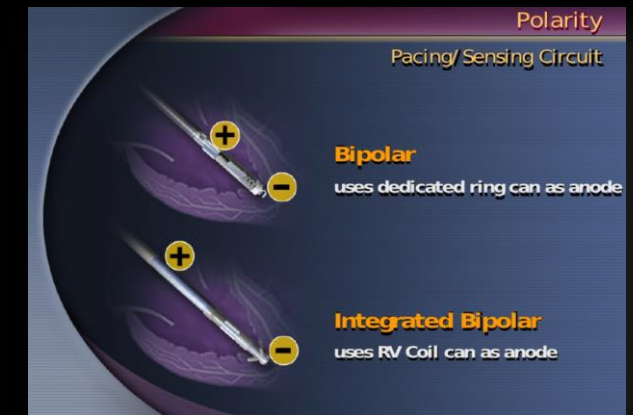 Polarity
Pacing/Sensing Circuit
+
Bipolar
-
uses dedicated ring can as anode
+
Integrated Bipolar
-
uses RV Coil can as anode